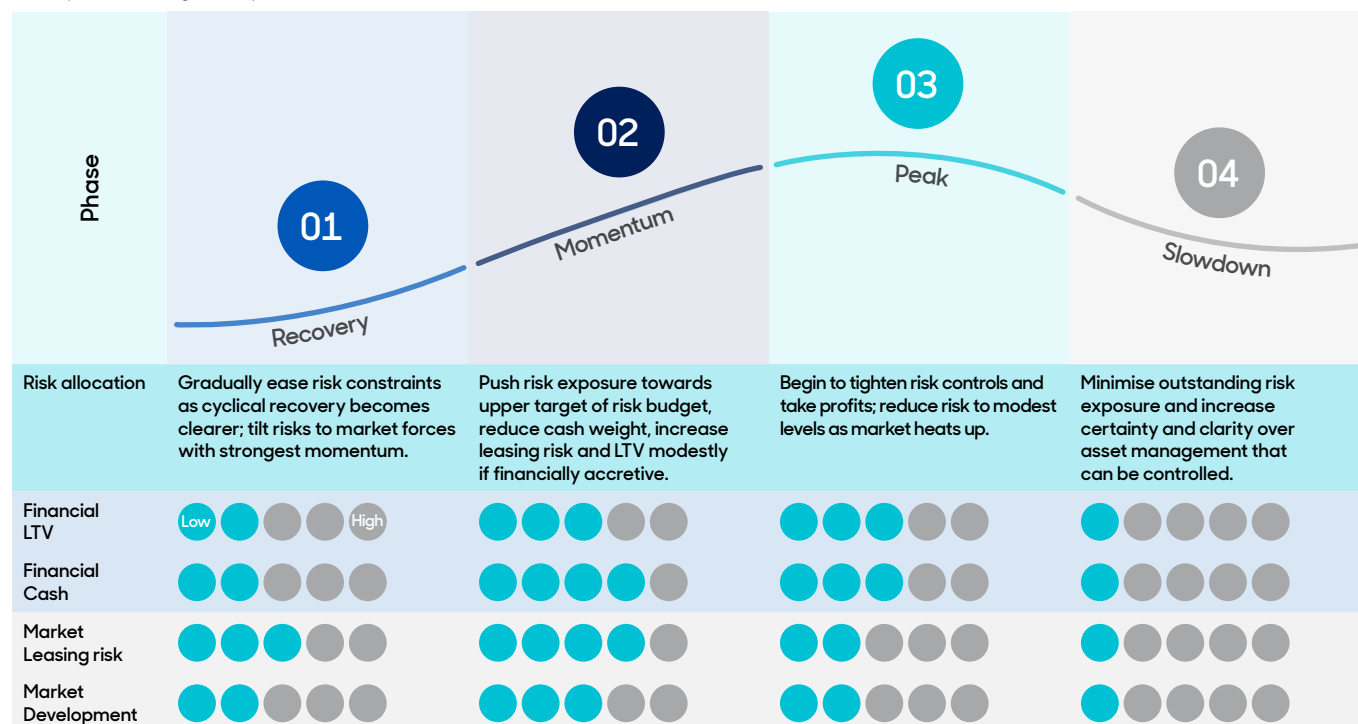 Phase
01
Recovery
02
Momentum
03
Peak
04
Slowdown
Risk allocation
Gradually ease risk constraints
as cyclical recovery becomes
clearer; tilt risks to market forces
with strongest momentum.
Push risk exposure towards
upper target of risk budget,
reduce cash weight, increase
leasing risk and LTV modestly
if financially accretive.
Begin to tighten risk controls and
take profits; reduce risk to modest
levels as market heats up.
Minimise outstanding risk
exposure and increase
certainty and clarity over
asset management that
can be controlled.
Financial
LTV
Low
High
Financial
Cash
Market
Leasing risk
Market
Development